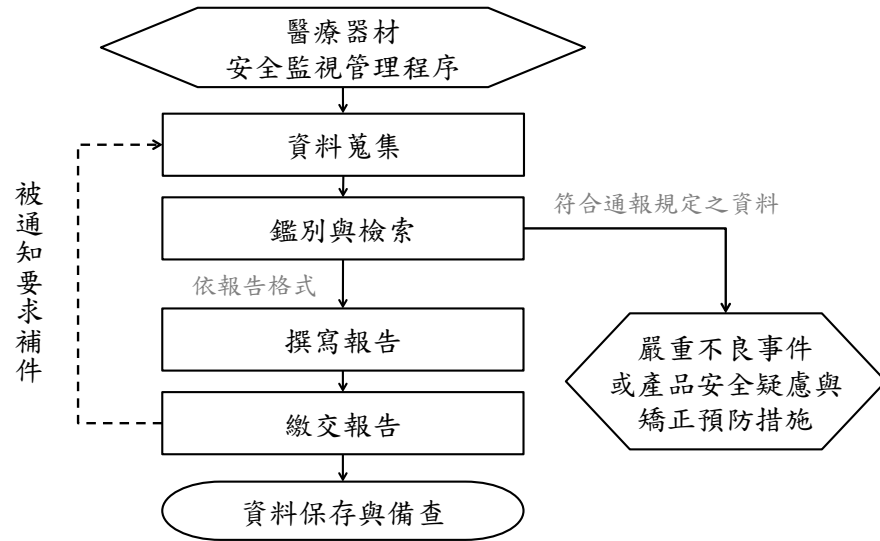 醫療器材
安全監視管理程序
資料蒐集
鑑別與檢索
符合通報規定之資料
依報告格式
撰寫報告
繳交報告
資料保存與備查
嚴重不良事件
或產品安全疑慮與
矯正預防措施
被通知要求補件